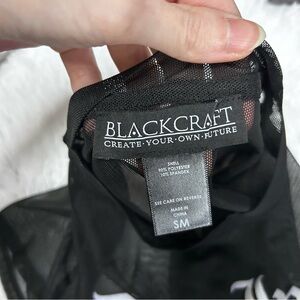 BLACKCRAFT
CREATE·YOUR·OWN·FUTURE
SHELL
90% POLYESTER
10% SPANDEX
SEE CARE ON REVERSE
MADE IN
CHINA
SM